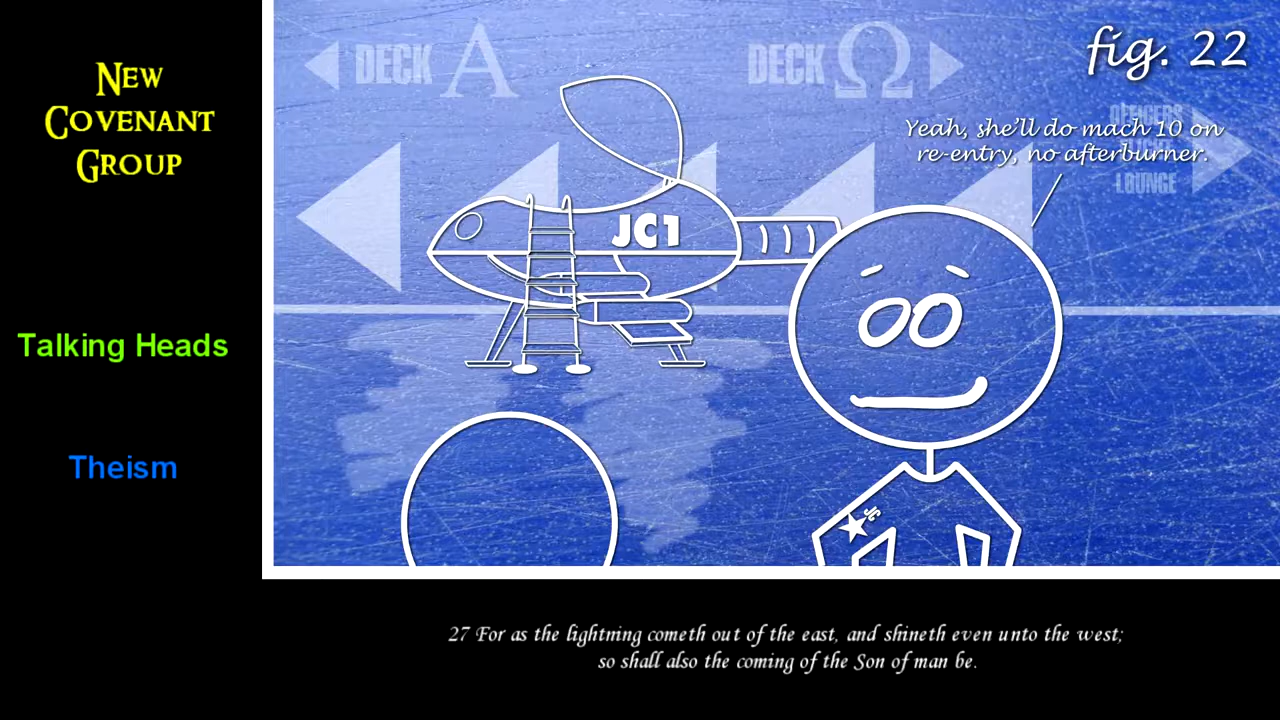 New
Covenant
Group
Talking Heads
Theism
DECK Α
DECK Ω
fig. 22
OFFICERS
LOUNGE
Yeah, she'll do mach 10 on
re-entry, no afterburner.
JC1
JC
27 For as the lightning cometh out of the east, and shineth even unto the west;
so shall also the coming of the Son of man be.